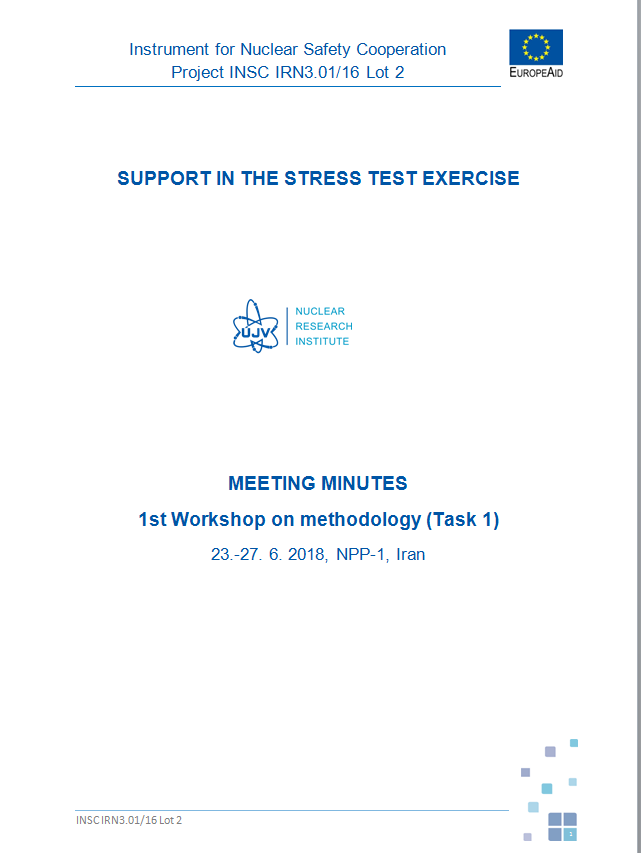 Instrument for Nuclear Safety Cooperation
Project INSC IRN3.01/16 Lot 2
EUROPEAID
SUPPORT IN THE STRESS TEST EXERCISE
ÚJV
NUCLEAR
RESEARCH
INSTITUTE
MEETING MINUTES
1st Workshop on methodology (Task 1)
23.-27. 6. 2018, NPP-1, Iran
INSC IRN3.01/16 Lot 2
1